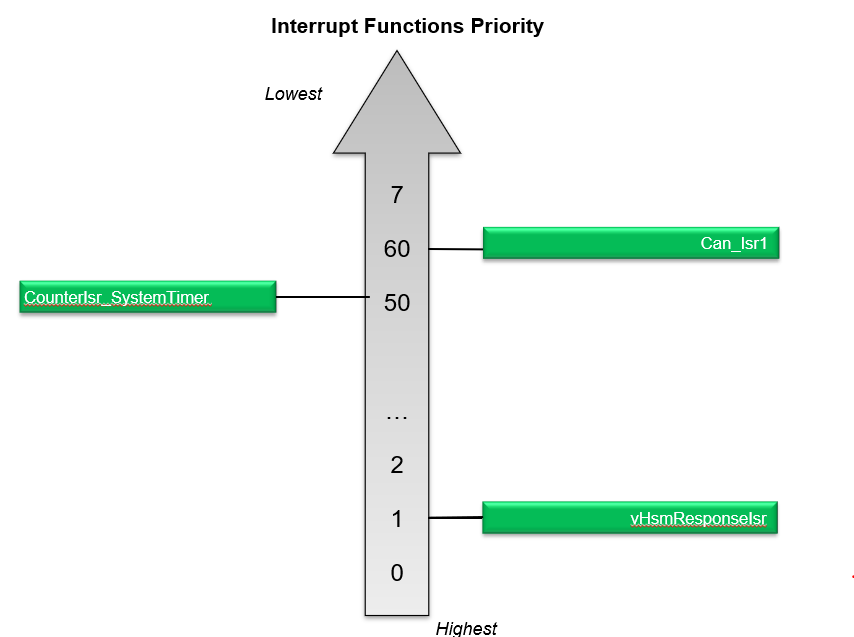 Interrupt Functions Priority
Lowest
7
60
Can_Isr1
CounterIsr_SystemTimer
50
...
2
1
vHsmResponseIsr
0
Highest